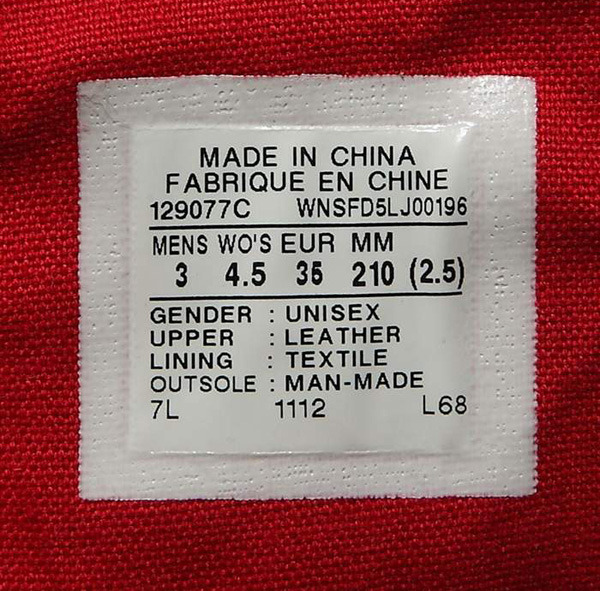 MADE IN CHINA
FABRIQUE EN CHINE
129077C WNSFD5LJ00196
MENS WO'S EUR MM
3 4.5 35 210 (2.5)
GENDER : UNISEX
UPPER : LEATHER
LINING : TEXTILE
OUTSOLE : MAN-MADE
7L 1112 L68